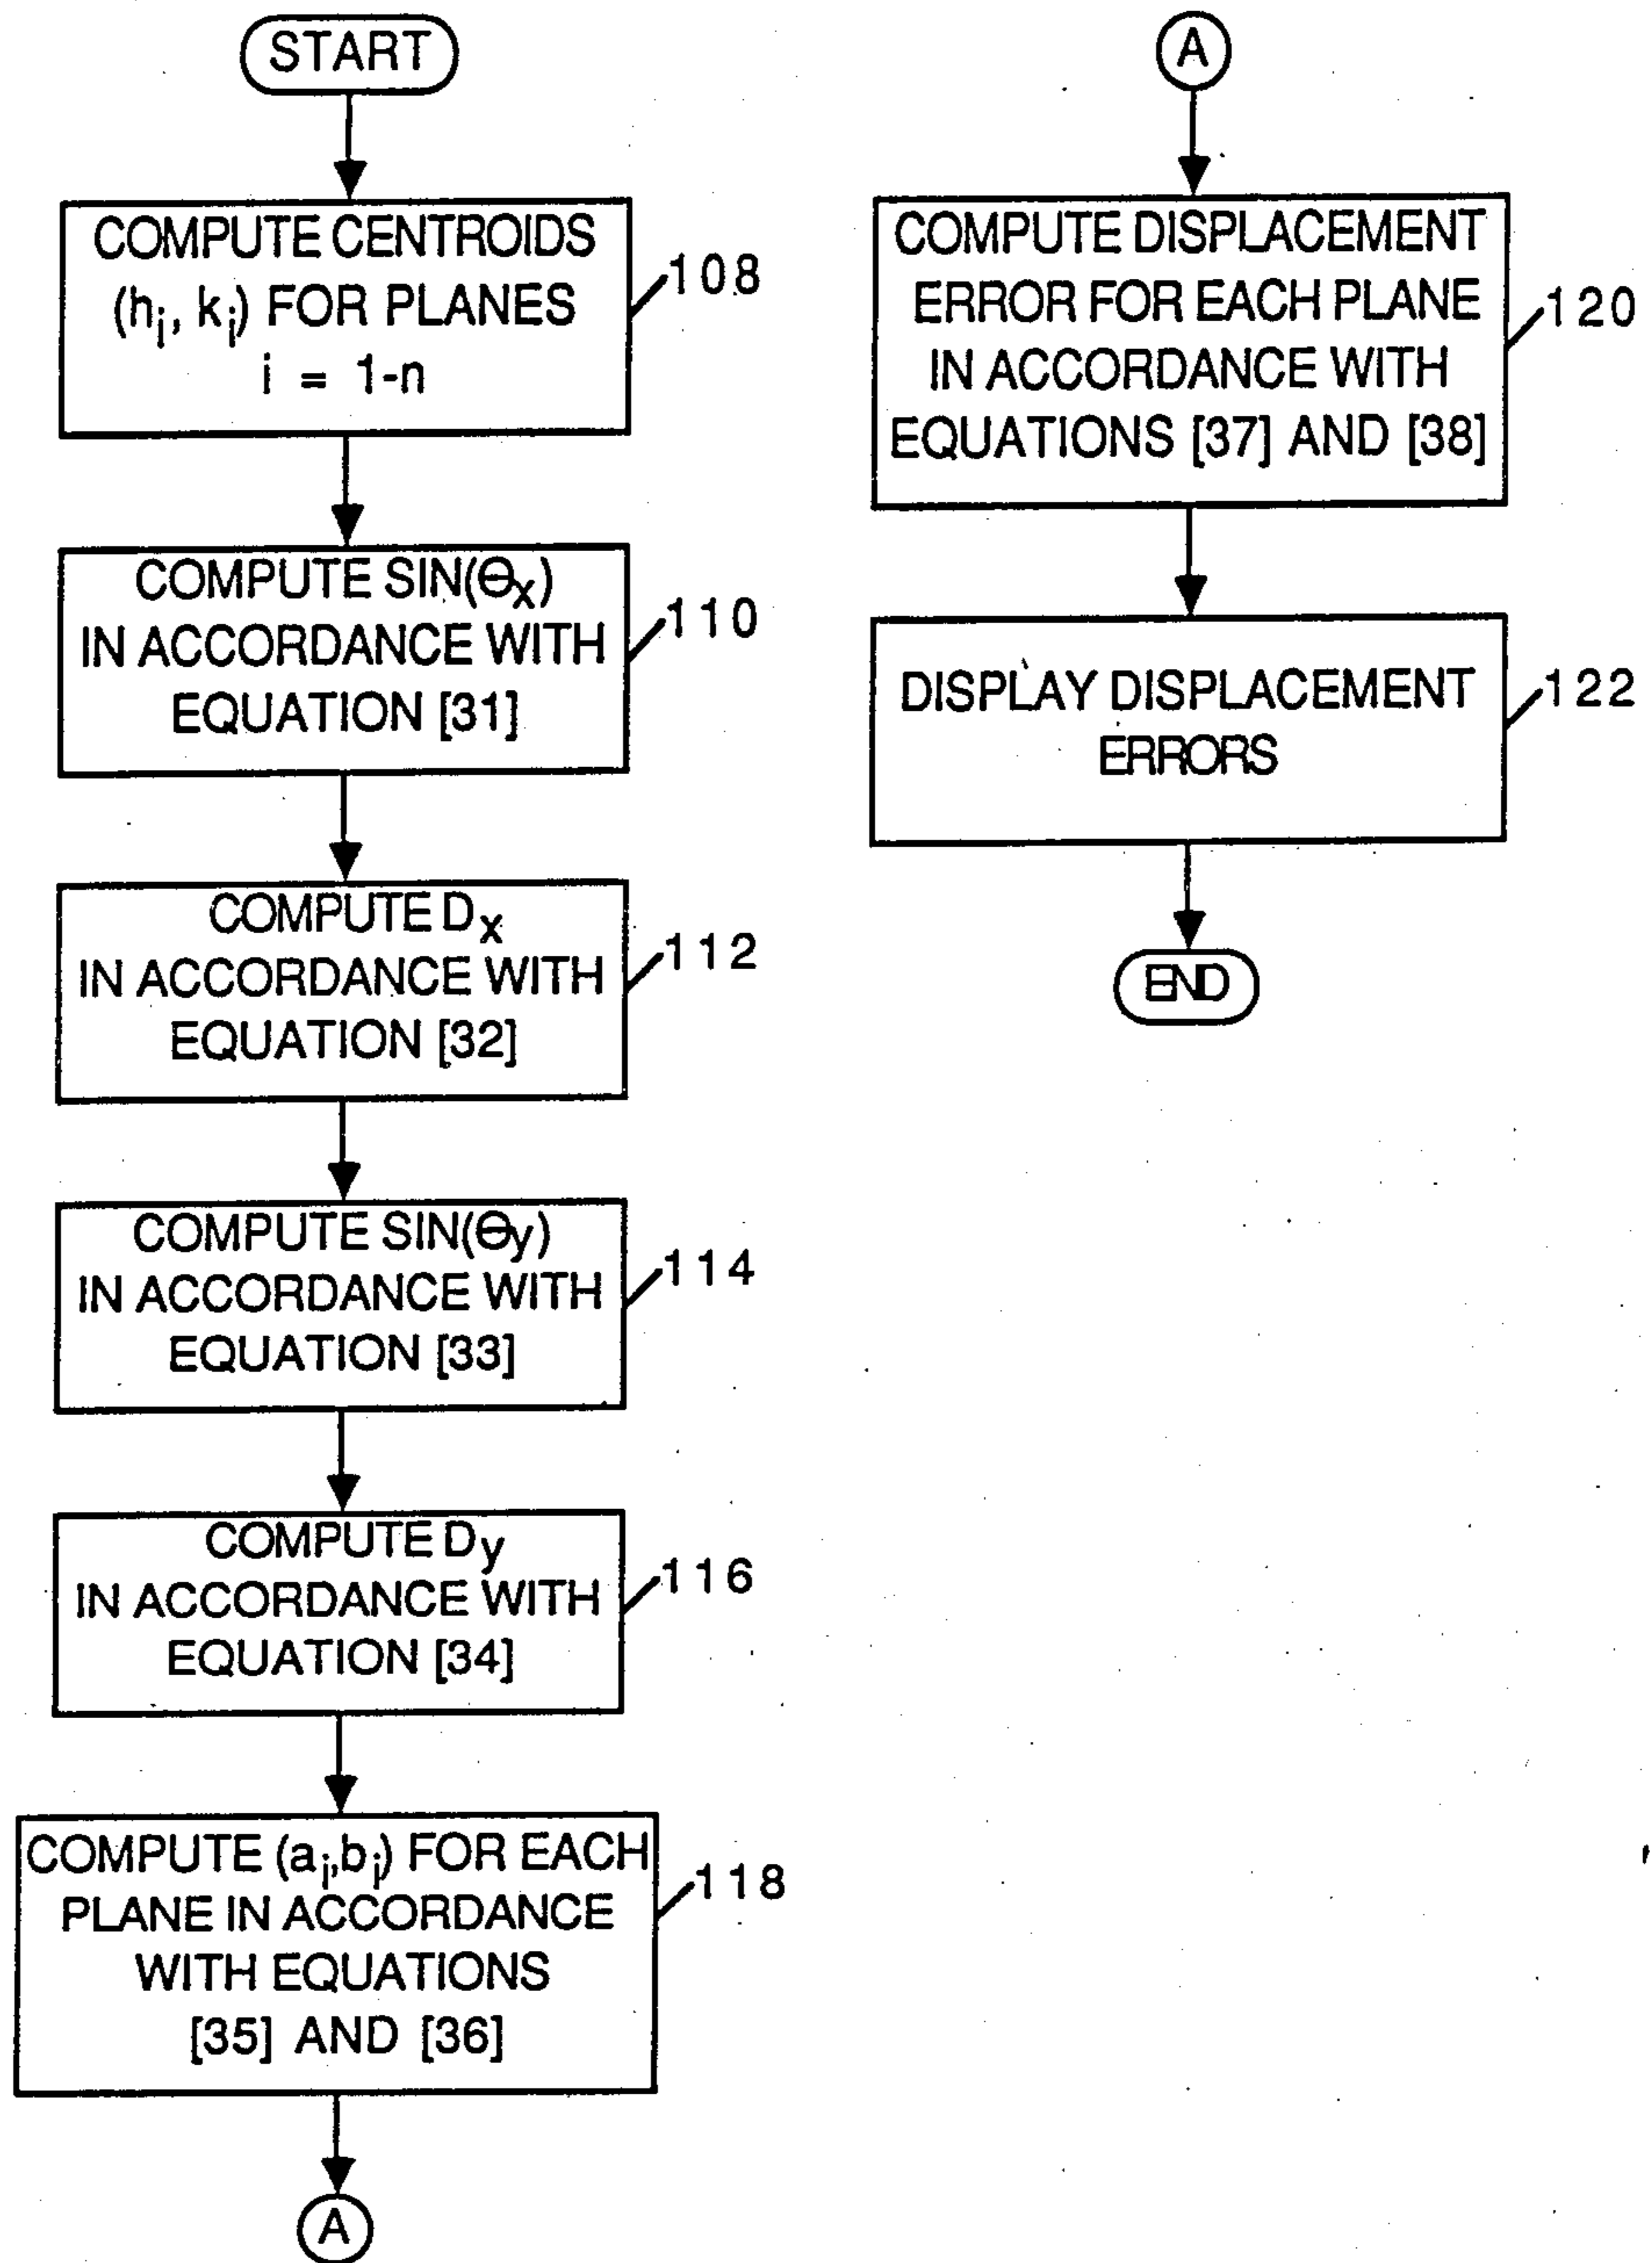 START
COMPUTE CENTROIDS
(hᵢ, kᵢ) FOR PLANES
i = 1-n
108
COMPUTE SIN(Θₓ)
IN ACCORDANCE WITH
EQUATION [31]
110
COMPUTE Dₓ
IN ACCORDANCE WITH
EQUATION [32]
112
COMPUTE SIN(Θy)
IN ACCORDANCE WITH
EQUATION [33]
114
COMPUTE Dy
IN ACCORDANCE WITH
EQUATION [34]
116
COMPUTE (aᵢ,bᵢ) FOR EACH
PLANE IN ACCORDANCE
WITH EQUATIONS
[35] AND [36]
118
A
A
COMPUTE DISPLACEMENT
ERROR FOR EACH PLANE
IN ACCORDANCE WITH
EQUATIONS [37] AND [38]
120
DISPLAY DISPLACEMENT
ERRORS
122
END